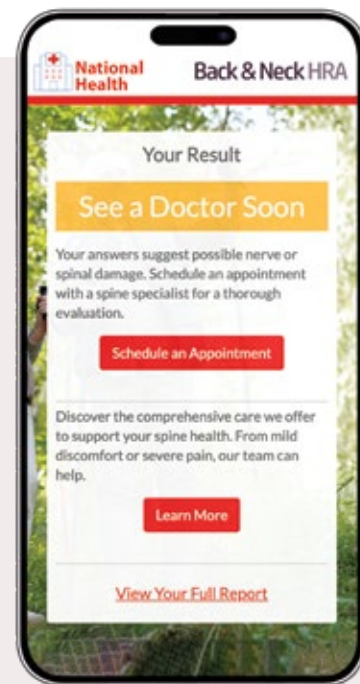 National
Health
Back & Neck HRA
Your Result
See a Doctor Soon
Your answers suggest possible nerve or
spinal damage. Schedule an appointment
with a spine specialist for a thorough
evaluation.
Schedule an Appointment
Discover the comprehensive care we offer
to support your spine health. From mild
discomfort or severe pain, our team can
help.
Learn More
View Your Full Report